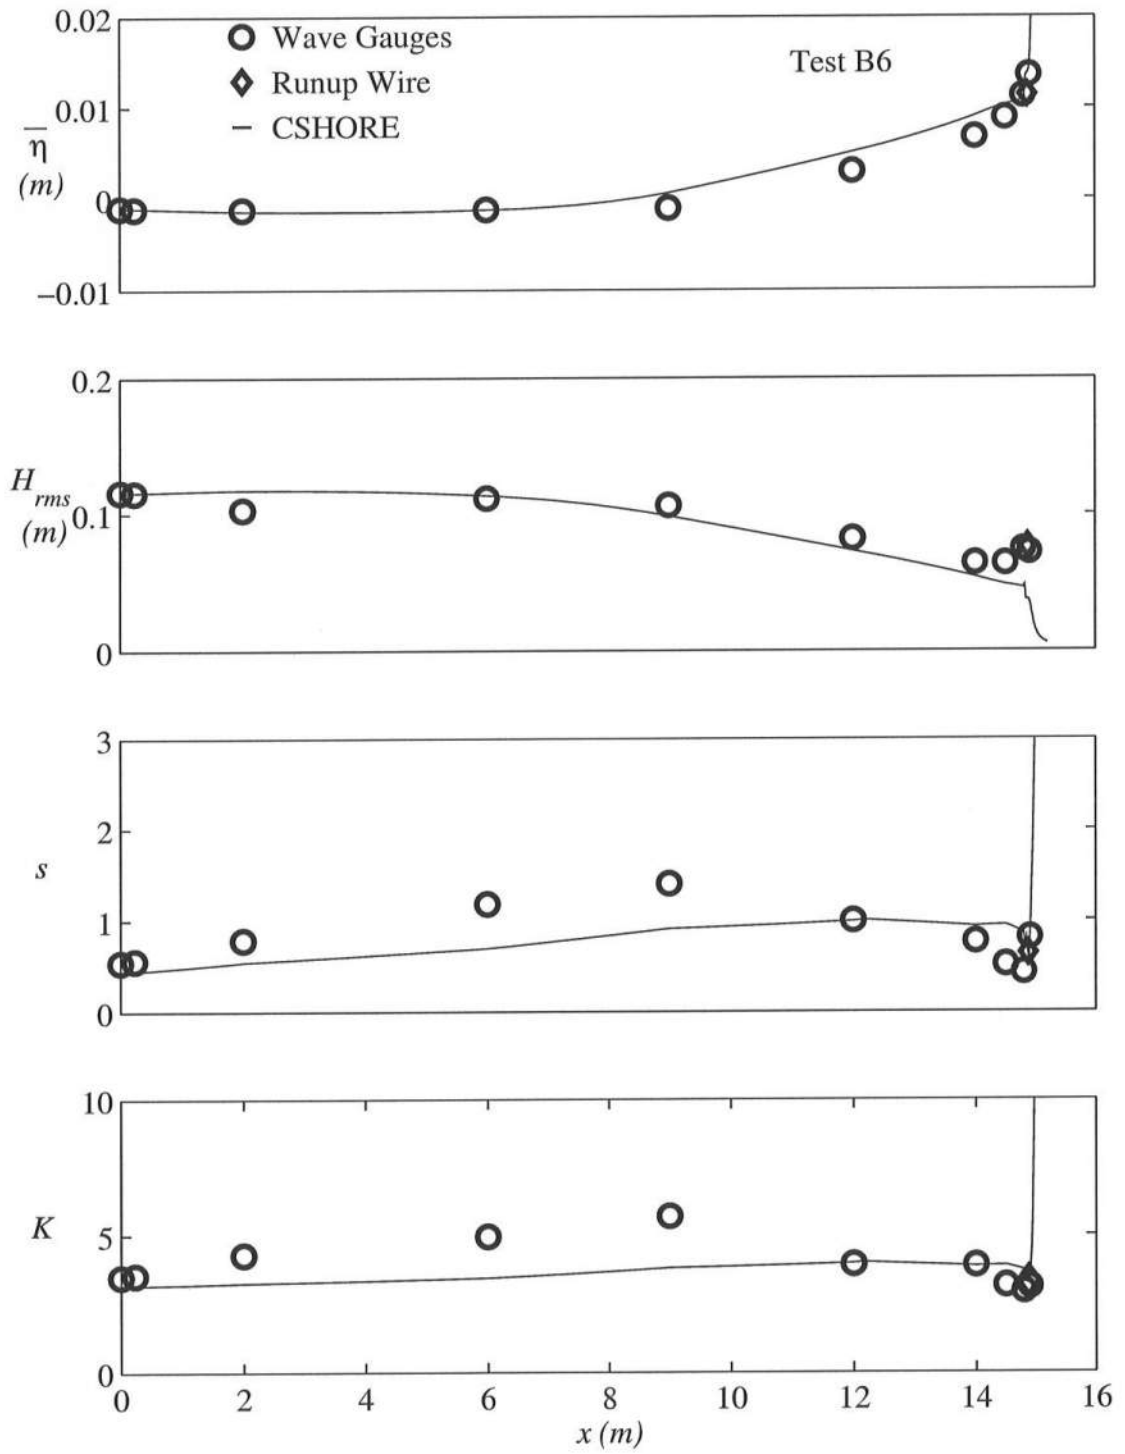 0.02
Wave Gauges
Test B6
Runup Wire
0.01
CSHORE
η̅
(m)
0
−0.01
0.2
H_rms
(m)
0.1
0
3
2
s
1
0
10
K
5
0
0 2 4 6 8 10 12 14 16
x (m)